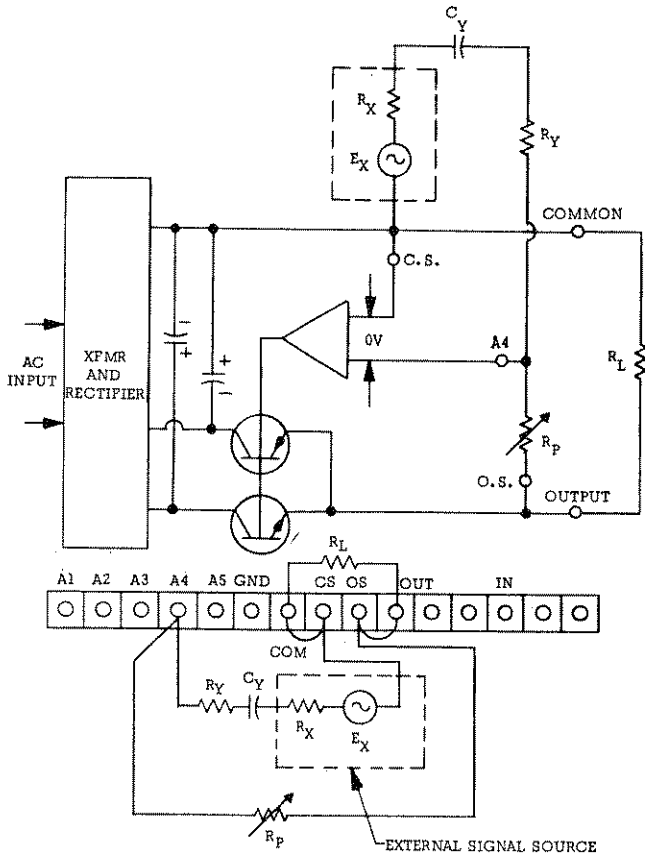 C_Y
R_X
R_Y
E_X
COMMON
C.S.
0V
A4
XFMR
AND
RECTIFIER
AC
INPUT
R_L
R_P
O.S.
OUTPUT
- + + -
R_L
A1 A2 A3 A4 A5 GND CS OS OUT IN
COM
R_Y C_Y R_X E_X
R_P
EXTERNAL SIGNAL SOURCE